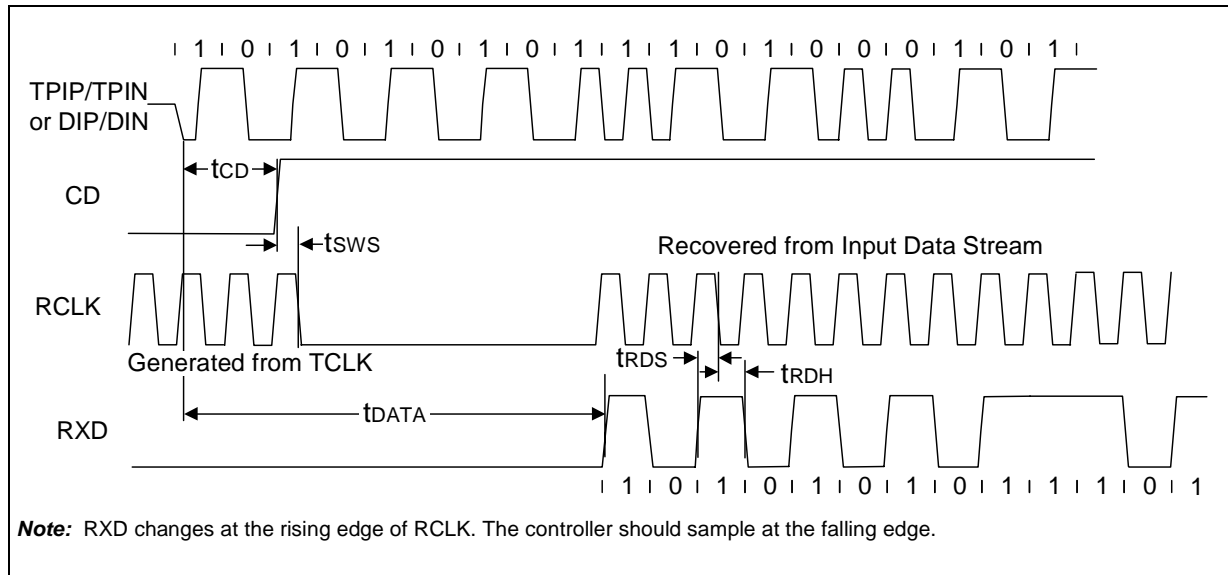 1 0 1 0 1 0 1 0 1 1 1 0 1 0 0 0 1 0 1
TPIP/TPIN
or DIP/DIN
tCD
CD
tSWS
Recovered from Input Data Stream
RCLK
Generated from TCLK
tRDS
tRDH
tDATA
RXD
1 0 1 0 1 0 1 0 1 1 1 0 1
Note: RXD changes at the rising edge of RCLK. The controller should sample at the falling edge.